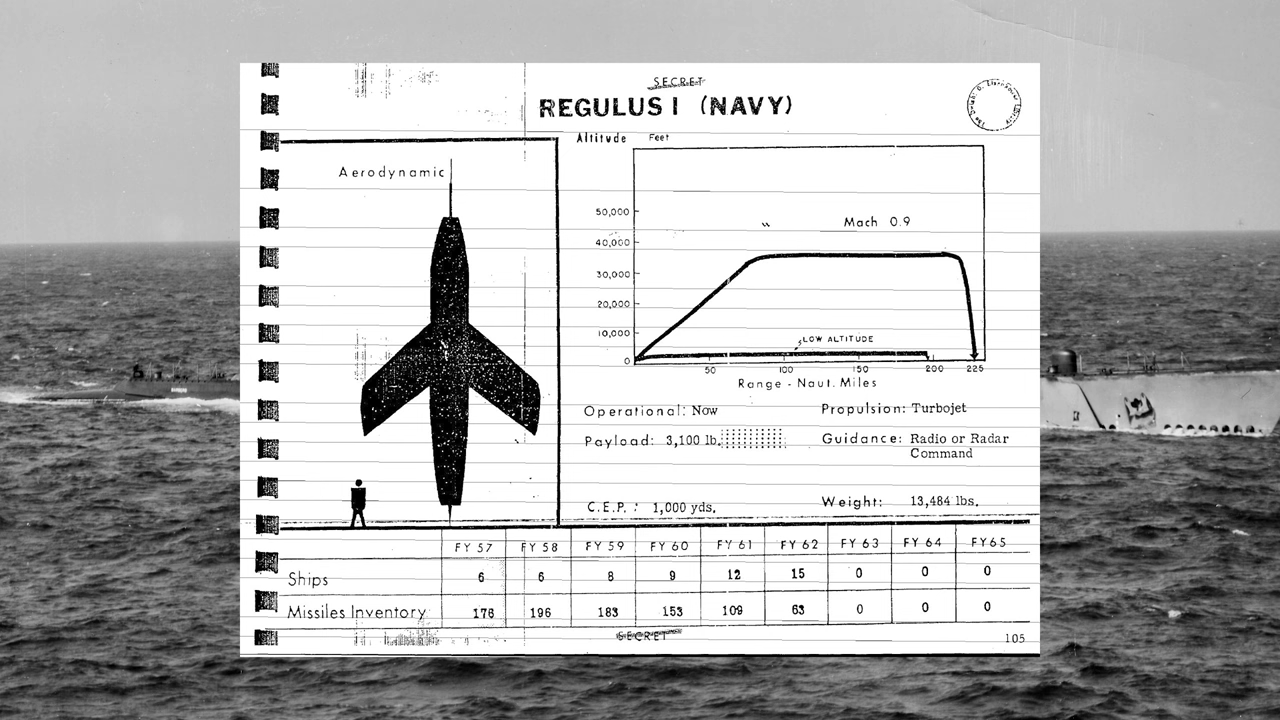 SECRET
REGULUS I (NAVY)
Altitude Feet
Aerodynamic
50,000
40,000
30,000
20,000
10,000
0
Mach 0.9
LOW ALTITUDE
50 100 150 200 225
Range - Naut. Miles
Operational: Now
Propulsion: Turbojet
Payload: 3,100 lb.
Guidance: Radio or Radar
Command
C.E.P. : 1,000 yds.
Weight: 13,484 lbs.
FY 57 FY 58 FY 59 FY 60 FY 61 FY 62 FY 63 FY 64 FY65
Ships 6 6 8 9 12 15 0 0 0
Missiles Inventory 176 196 183 153 109 63 0 0 0
SECRET
105